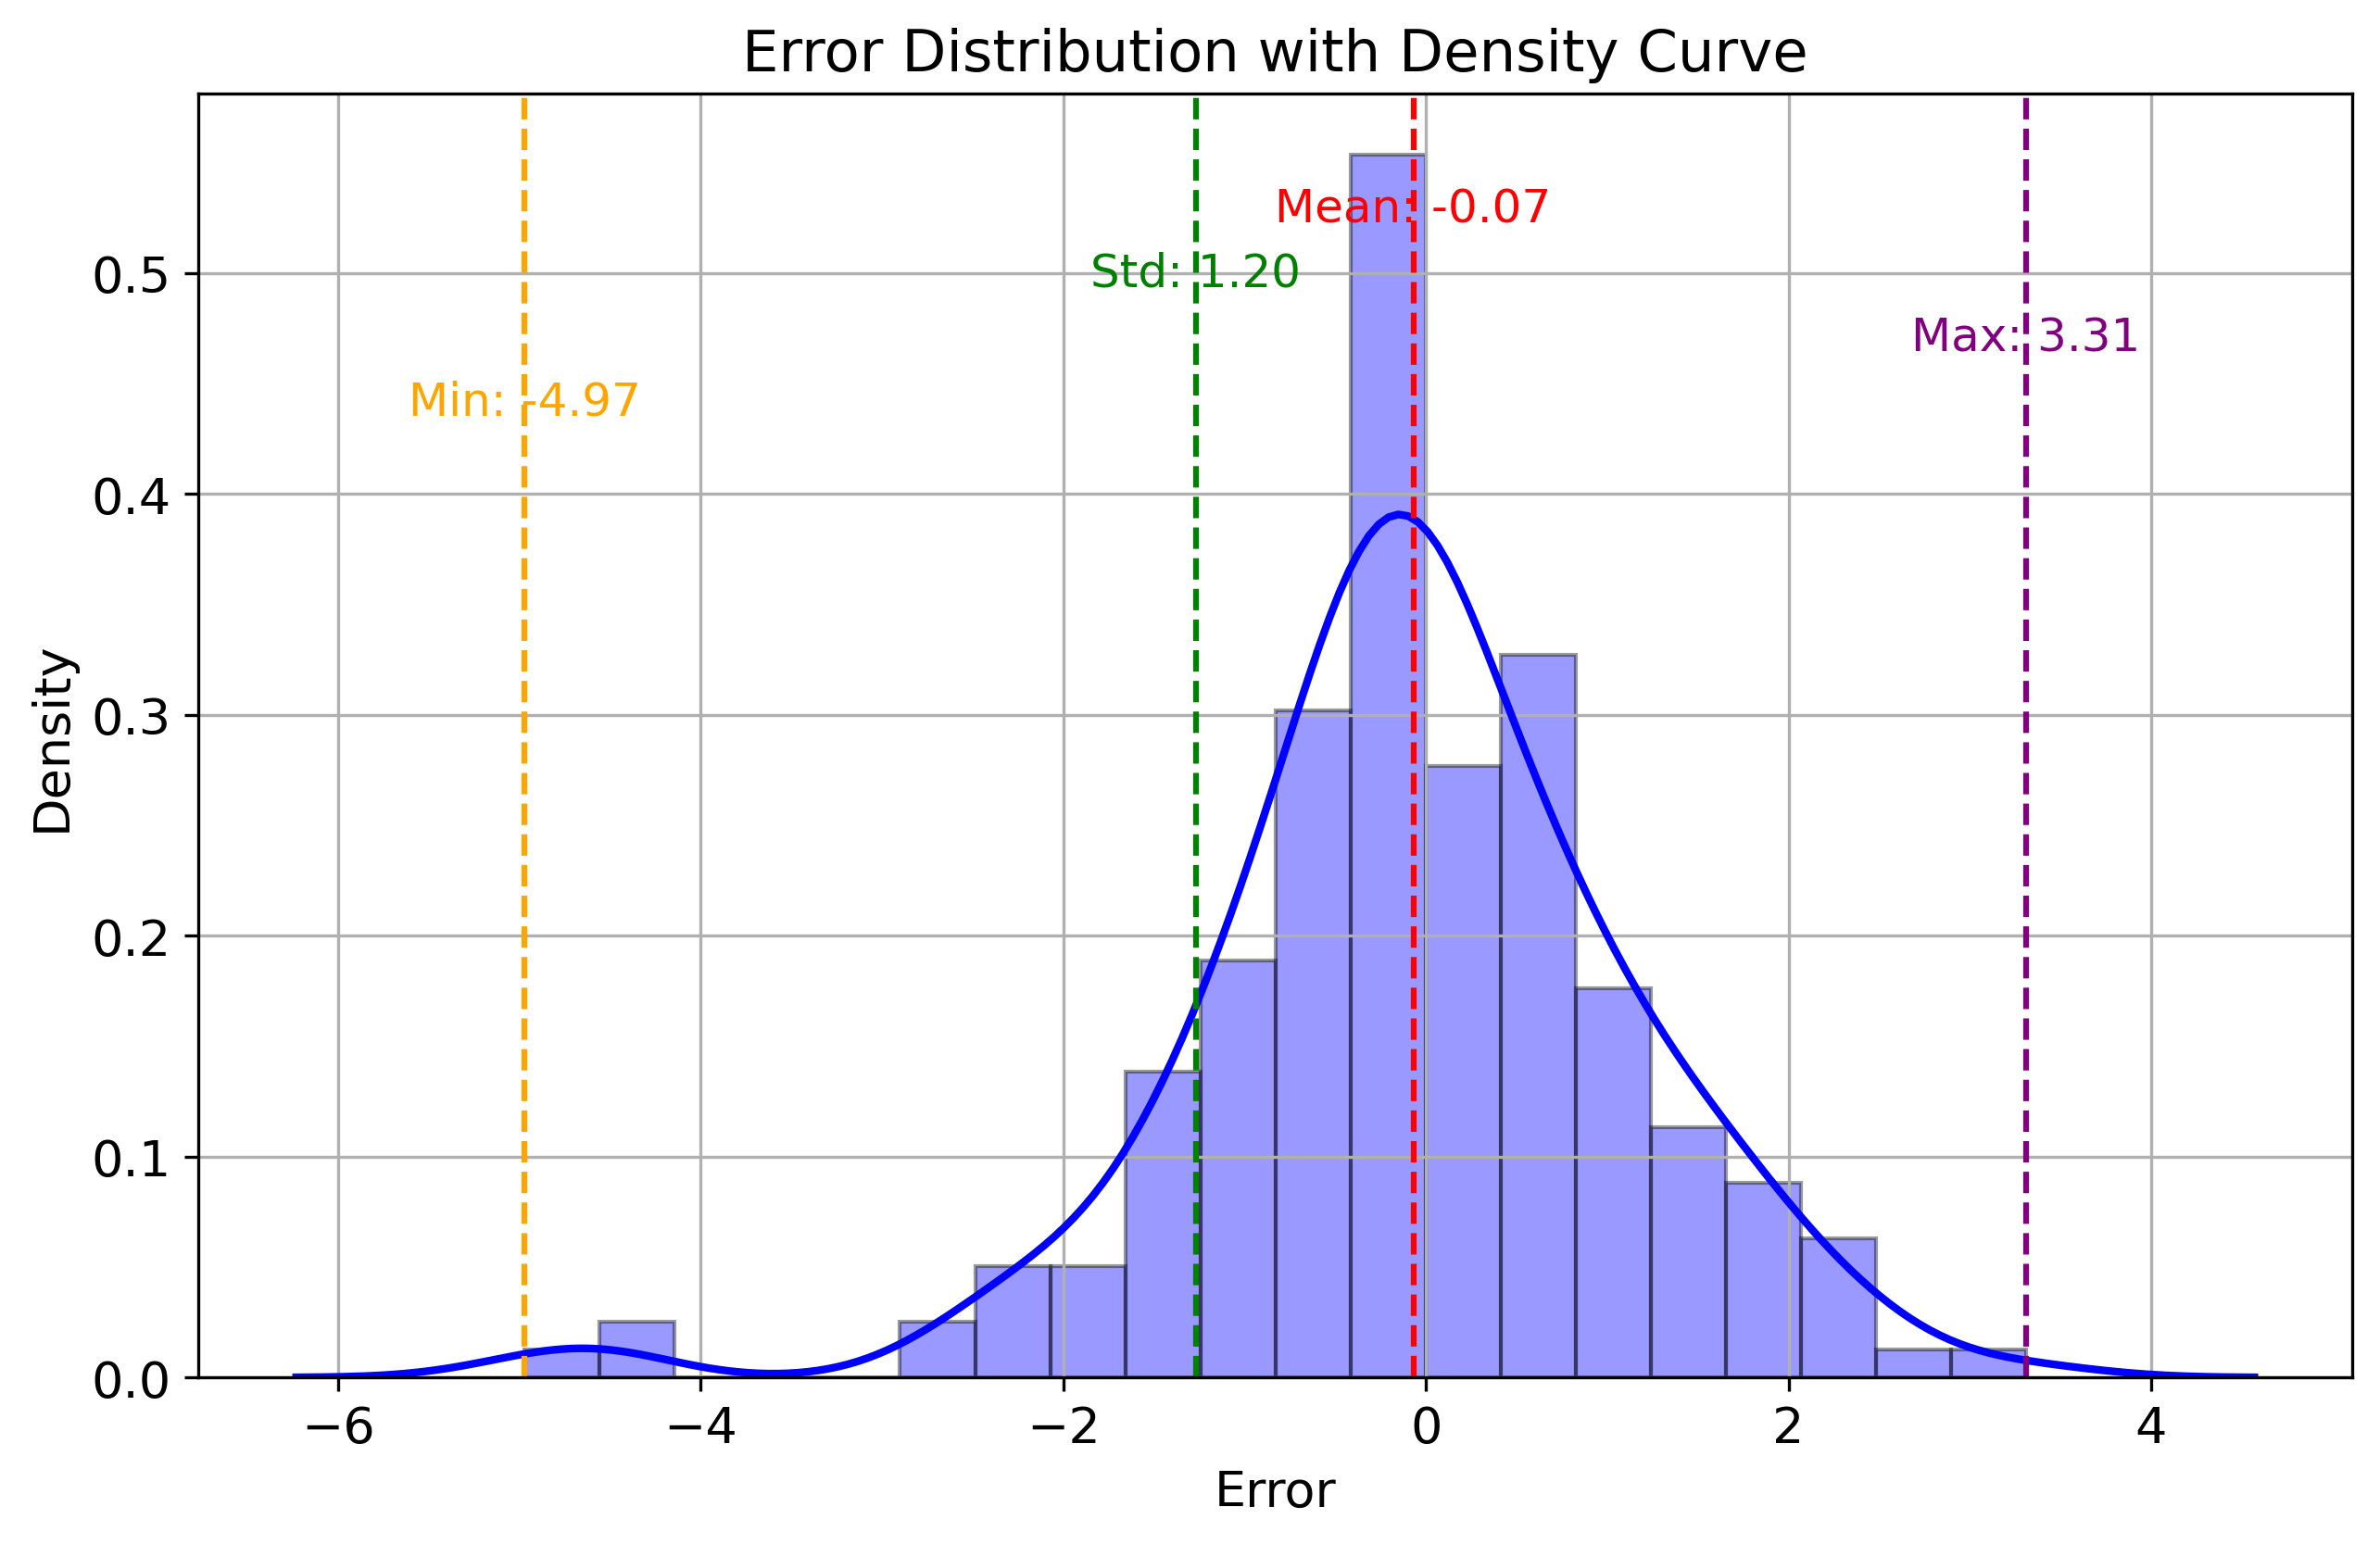 Error Distribution with Density Curve
Mean: -0.07
Std: 1.20
Max: 3.31
Min: -4.97
Density
0.5
0.4
0.3
0.2
0.1
0.0
−6 −4 −2 0 2 4
Error